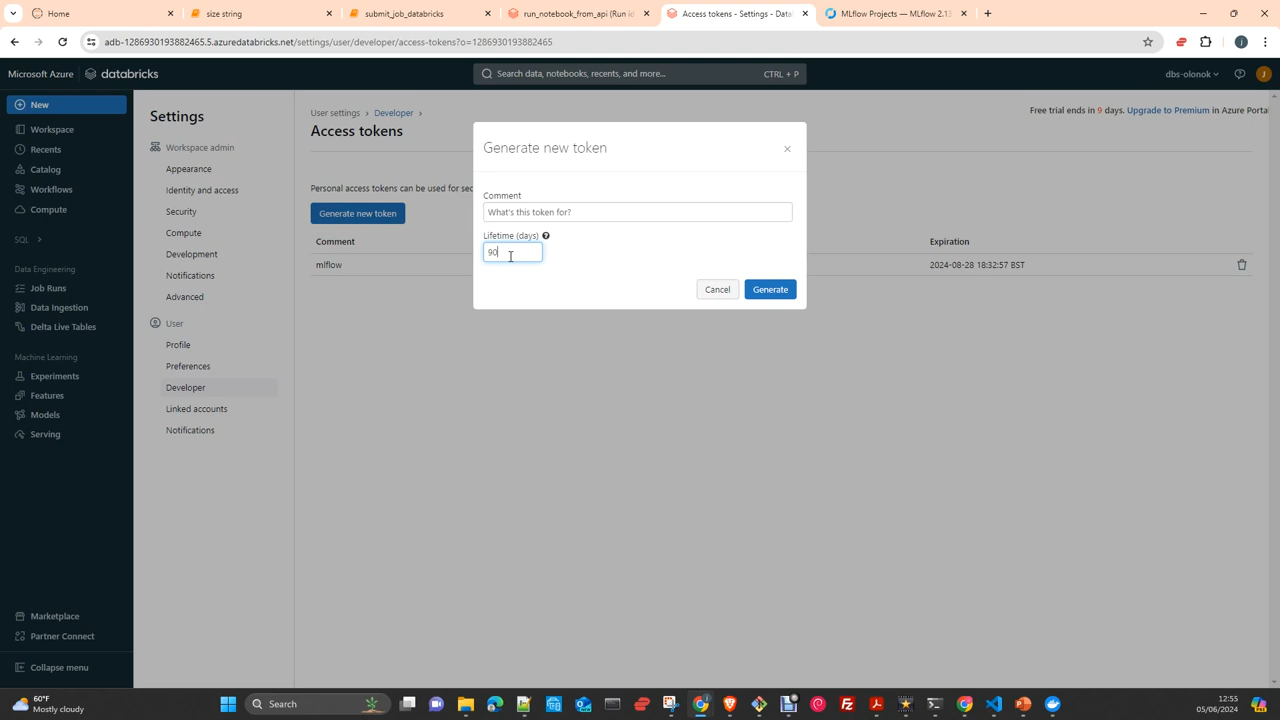 Home
size string
submit_job_databricks
run_notebook_from_api (Run id
Access tokens - Settings - Data
MLflow Projects — MLflow 2.13
adb-1286930193882465.5.azuredatabricks.net/settings/user/developer/access-tokens?o=1286930193882465
Microsoft Azure
databricks
Search data, notebooks, recents, and more...
CTRL + P
dbs-olonok
J
New
Workspace
Recents
Catalog
Workflows
Compute
SQL
Data Engineering
Job Runs
Data Ingestion
Delta Live Tables
Machine Learning
Experiments
Features
Models
Serving
Marketplace
Partner Connect
Collapse menu
Settings
Workspace admin
Appearance
Identity and access
Security
Compute
Development
Notifications
Advanced
User
Profile
Preferences
Developer
Linked accounts
Notifications
User settings > Developer >
Access tokens
Free trial ends in 9 days. Upgrade to Premium in Azure Portal
Personal access tokens can be used for sec
Generate new token
Comment
Expiration
mlflow
2024-08-28 18:32:57 BST
Generate new token
Comment
What's this token for?
Lifetime (days)
90
Cancel
Generate
60°F
Mostly cloudy
Search
12:55
05/06/2024